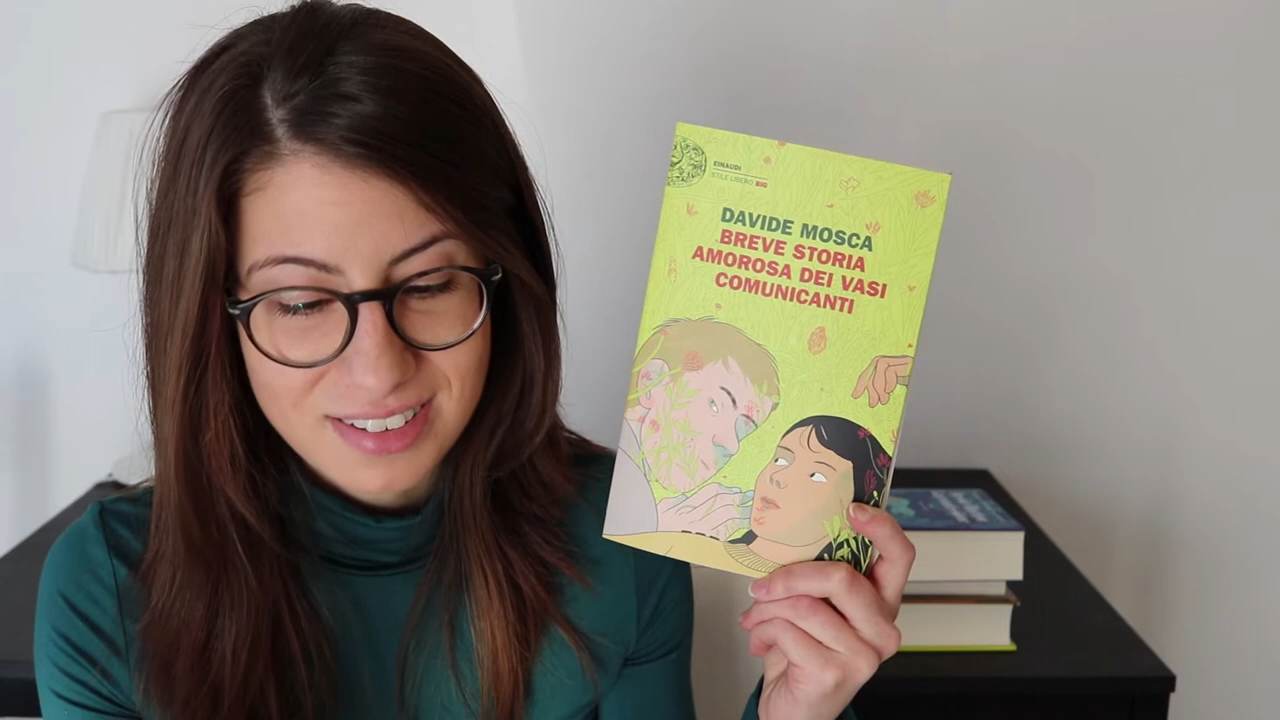 EINAUDI
STILE LIBERO BIG
DAVIDE MOSCA
BREVE STORIA
AMOROSA DEI VASI
COMUNICANTI